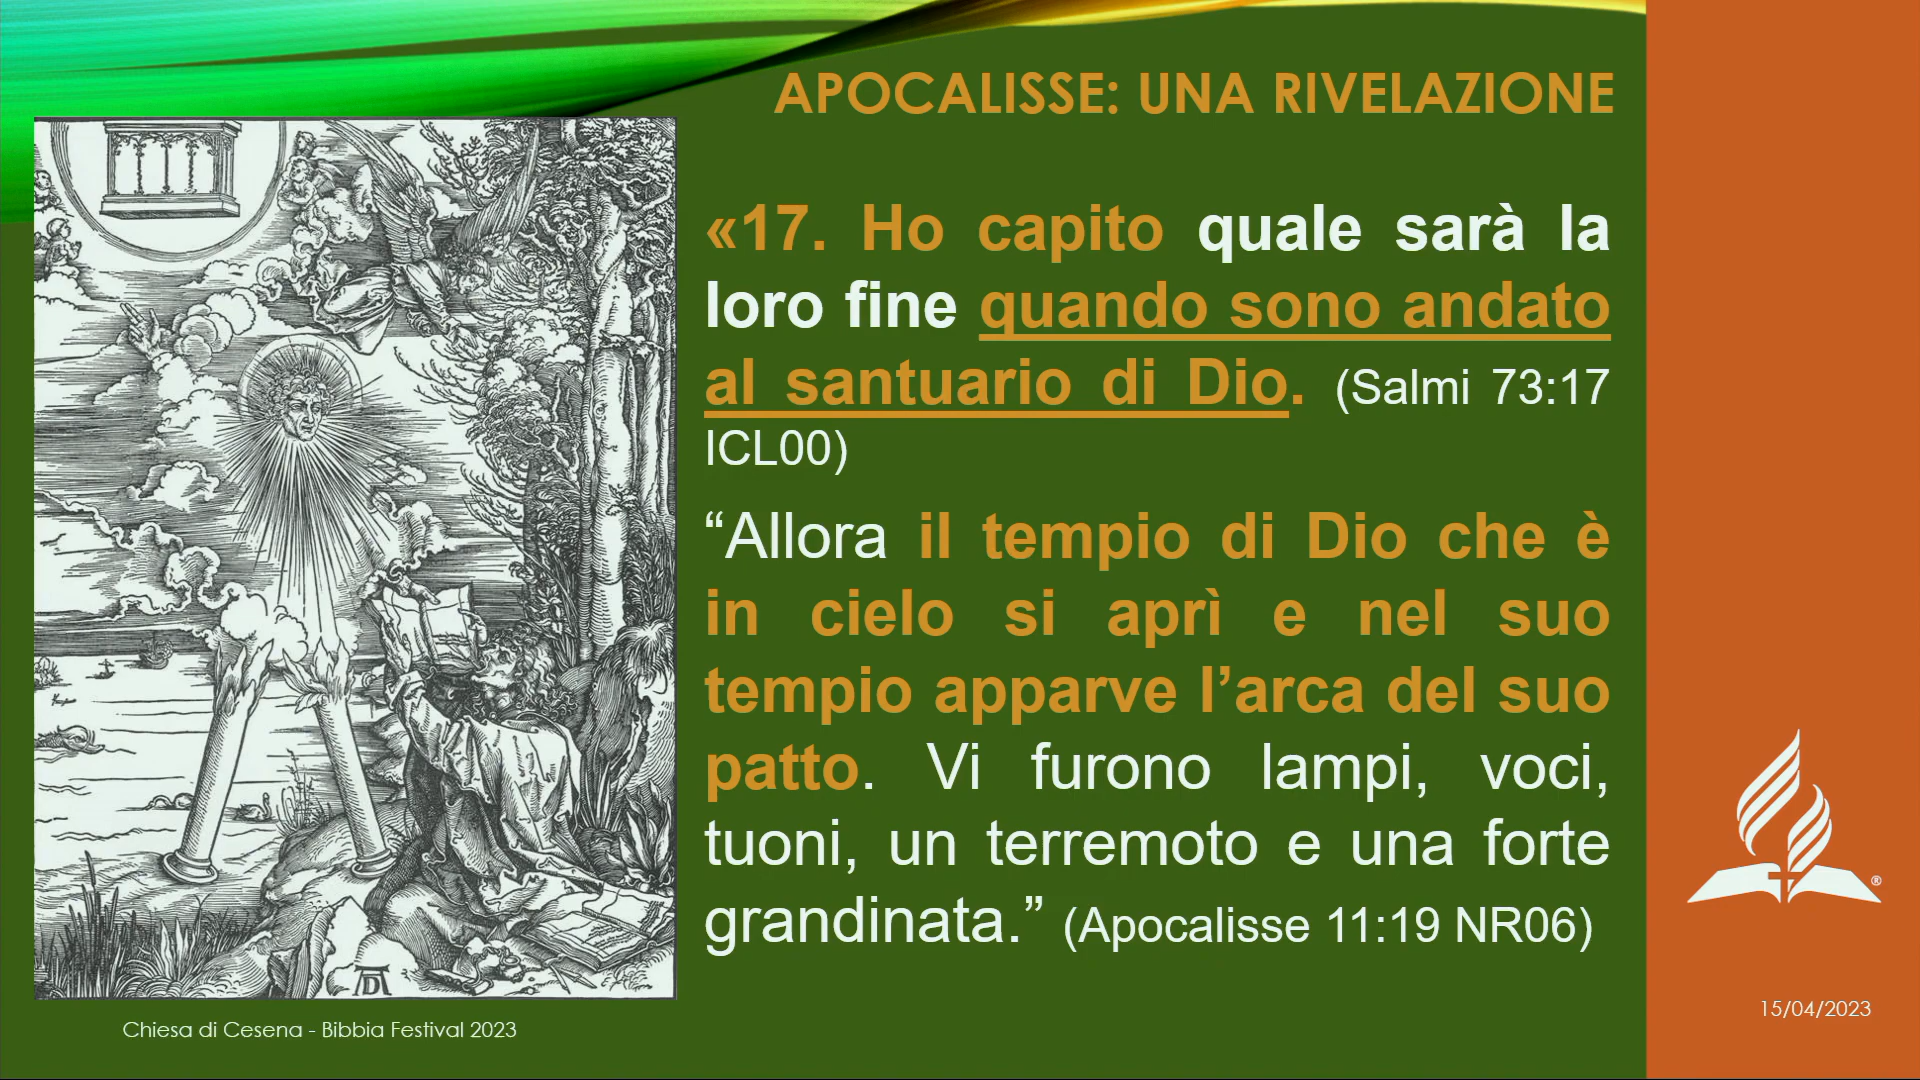 APOCALISSE: UNA RIVELAZIONE
«17. Ho capito quale sarà la
loro fine quando sono andato
al santuario di Dio. (Salmi 73:17
ICL00)
“Allora il tempio di Dio che è
in cielo si aprì e nel suo
tempio apparve l’arca del suo
patto. Vi furono lampi, voci,
tuoni, un terremoto e una forte
grandinata.” (Apocalisse 11:19 NR06)
AD
®
15/04/2023
Chiesa di Cesena - Bibbia Festival 2023